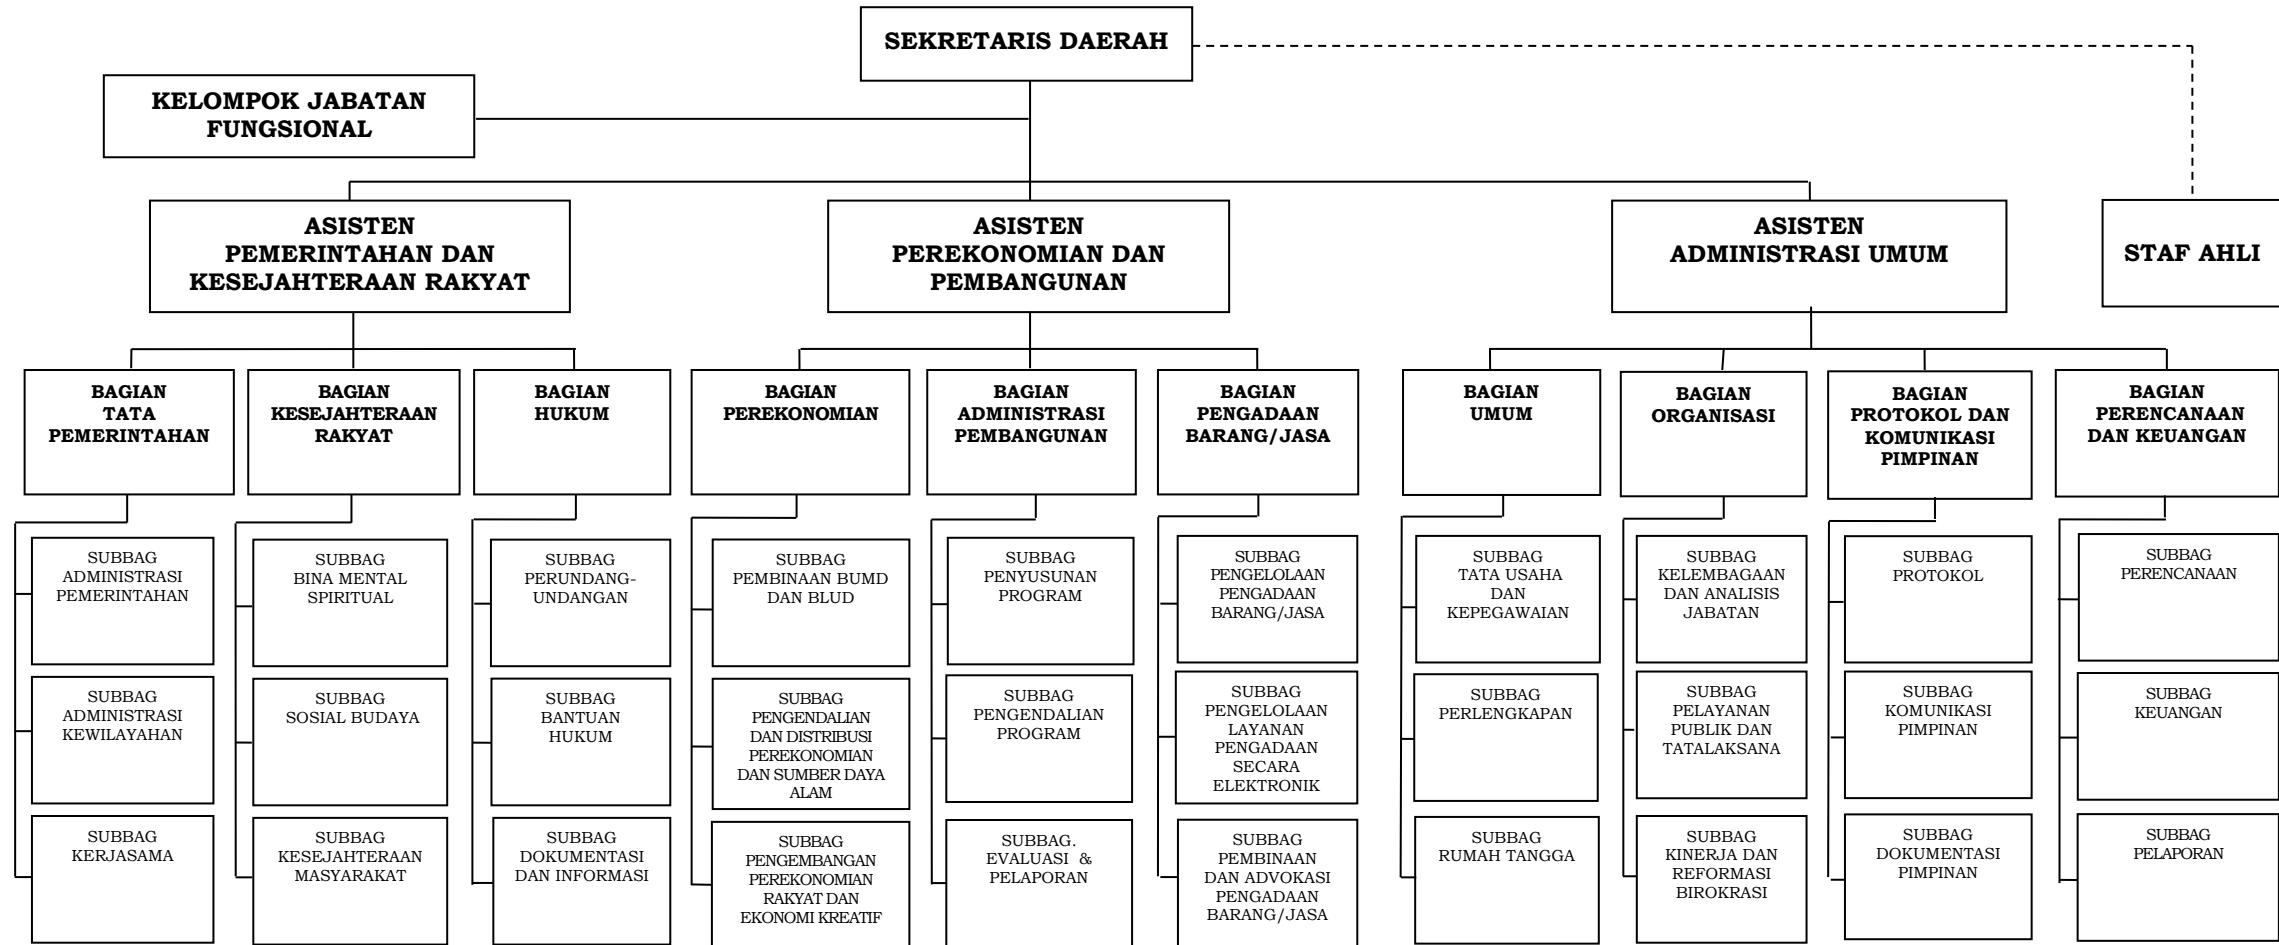 SEKRETARIS DAERAH
KELOMPOK JABATAN
FUNGSIONAL
ASISTEN
PEMERINTAHAN DAN
KESEJAHTERAAN RAKYAT
ASISTEN
PEREKONOMIAN DAN
PEMBANGUNAN
ASISTEN
ADMINISTRASI UMUM
STAF AHLI
BAGIAN
TATA
PEMERINTAHAN
BAGIAN
KESEJAHTERAAN
RAKYAT
BAGIAN
HUKUM
BAGIAN
PEREKONOMIAN
BAGIAN
ADMINISTRASI
PEMBANGUNAN
BAGIAN
PENGADAAN
BARANG/JASA
BAGIAN
UMUM
BAGIAN
ORGANISASI
BAGIAN
PROTOKOL DAN
KOMUNIKASI
PIMPINAN
BAGIAN
PERENCANAAN
DAN KEUANGAN
SUBBAG
ADMINISTRASI
PEMERINTAHAN
SUBBAG
BINA MENTAL
SPIRITUAL
SUBBAG
PERUNDANG-
UNDANGAN
SUBBAG
PEMBINAAN BUMD
DAN BLUD
SUBBAG
PENYUSUNAN
PROGRAM
SUBBAG
PENGELOLAAN
PENGADAAN
BARANG/JASA
SUBBAG
TATA USAHA
DAN
KEPEGAWAIAN
SUBBAG
KELEMBAGAAN
DAN ANALISIS
JABATAN
SUBBAG
PROTOKOL
SUBBAG
PERENCANAAN
SUBBAG
ADMINISTRASI
KEWILAYAHAN
SUBBAG
SOSIAL BUDAYA
SUBBAG
BANTUAN
HUKUM
SUBBAG
PENGENDALIAN
DAN DISTRIBUSI
PEREKONOMIAN
DAN SUMBER DAYA
ALAM
SUBBAG
PENGENDALIAN
PROGRAM
SUBBAG
PENGELOLAAN
LAYANAN
PENGADAAN
SECARA
ELEKTRONIK
SUBBAG
PERLENGKAPAN
SUBBAG
PELAYANAN
PUBLIK DAN
TATALAKSANA
SUBBAG
KOMUNIKASI
PIMPINAN
SUBBAG
KEUANGAN
SUBBAG
KERJASAMA
SUBBAG
KESEJAHTERAAN
MASYARAKAT
SUBBAG
DOKUMENTASI
DAN INFORMASI
SUBBAG
PENGEMBANGAN
PEREKONOMIAN
RAKYAT DAN
EKONOMI KREATIF
SUBBAG.
EVALUASI &
PELAPORAN
SUBBAG
PEMBINAAN
DAN ADVOKASI
PENGADAAN
BARANG/JASA
SUBBAG
RUMAH TANGGA
SUBBAG
KINERJA DAN
REFORMASI
BIROKRASI
SUBBAG
DOKUMENTASI
PIMPINAN
SUBBAG
PELAPORAN